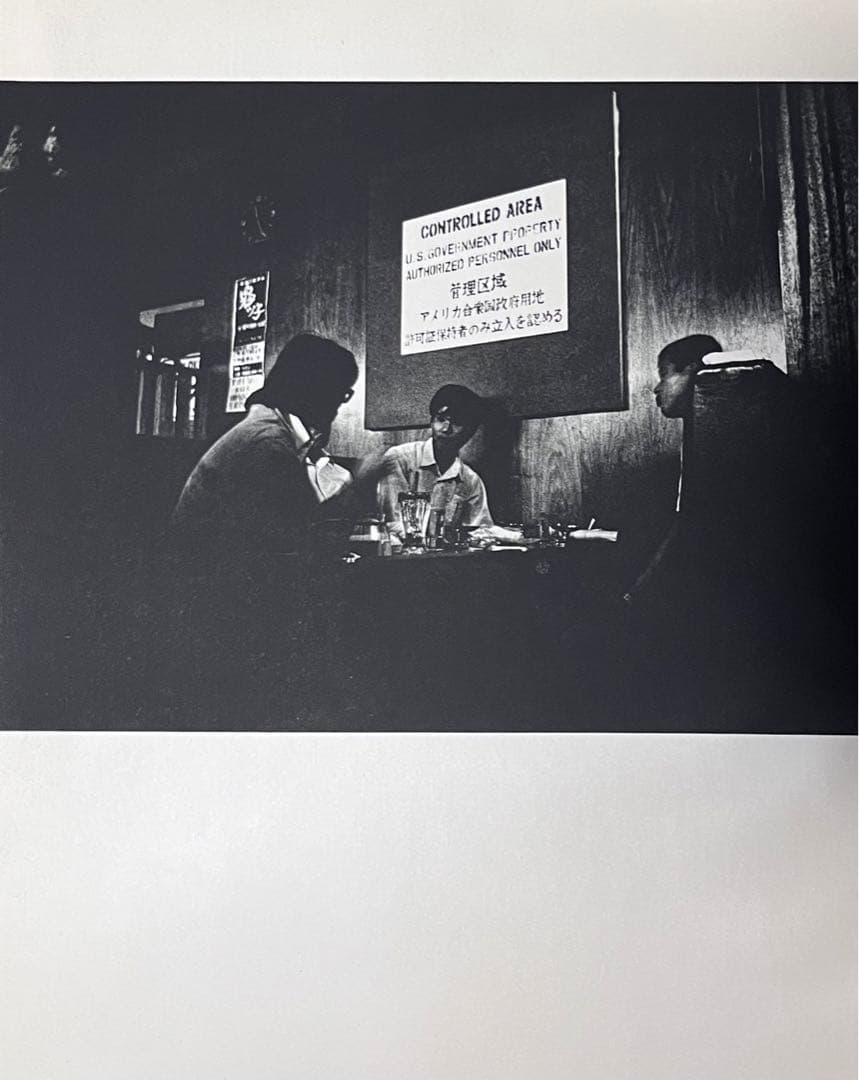 CONTROLLED AREA
U.S. GOVERNMENT PROPERTY
AUTHORIZED PERSONNEL ONLY
管理区域
アメリカ合衆国政府用地
許可証保持者のみ立入を認める